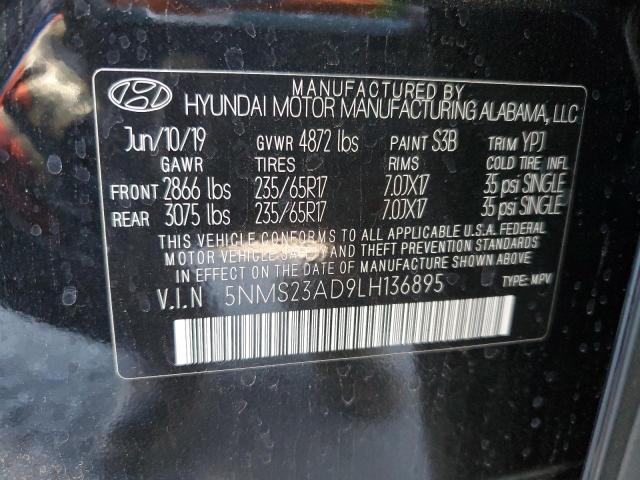 MANUFACTURED BY
HYUNDAI MOTOR MANUFACTURING ALABAMA, LLC
Jun/10/19 GVWR 4872 lbs PAINT S3B TRIM YPJ
GAWR TIRES RIMS COLD TIRE INFL
FRONT 2866 lbs 235/65R17 7.0JX17 35 psi SINGLE
REAR 3075 lbs 235/65R17 7.0JX17 35 psi SINGLE
THIS VEHICLE CONFORMS TO ALL APPLICABLE U.S.A. FEDERAL
MOTOR VEHICLE SAFETY AND THEFT PREVENTION STANDARDS
IN EFFECT ON THE DATE OF MANUFACTURE SHOWN ABOVE.
V.I.N 5NMS23AD9LH136895 TYPE: MPV